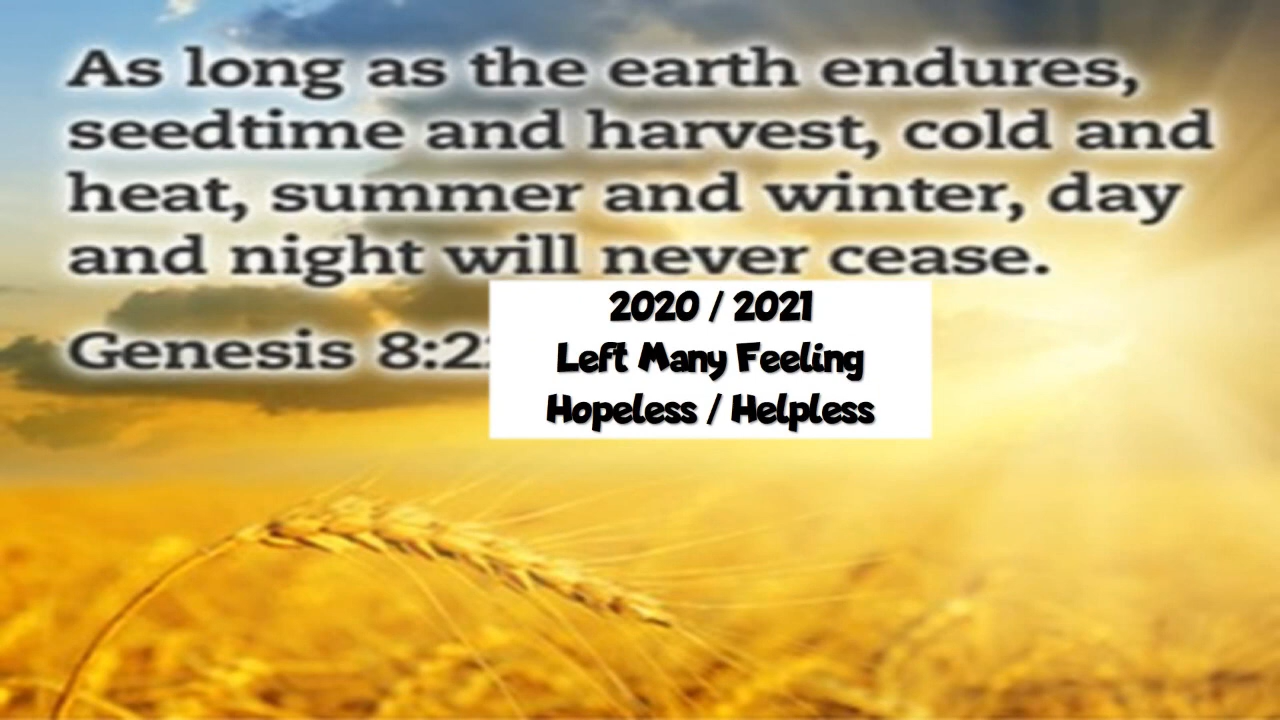 As long as the earth endures,
seedtime and harvest, cold and
heat, summer and winter, day
and night will never cease.
Genesis 8:2
2020 / 2021
Left Many Feeling
Hopeless / Helpless